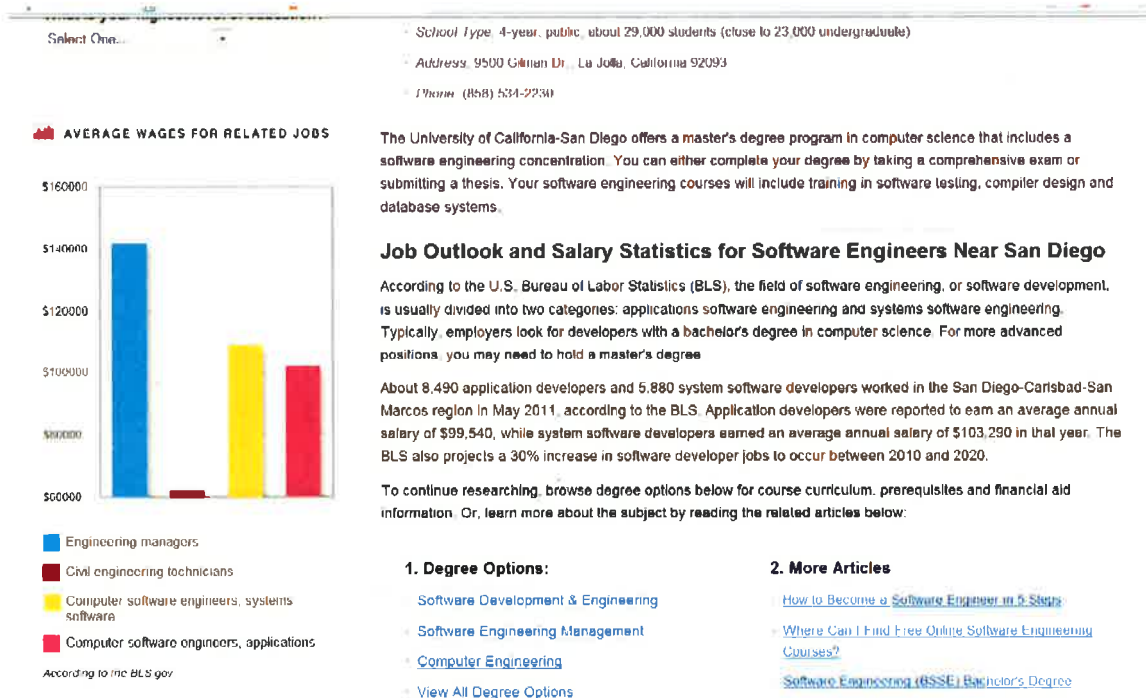 Select One...
School Type: 4-year, public, about 29,000 students (close to 23,000 undergraduate)
Address: 9500 Gilman Dr., La Jolla, California 92093
Phone: (858) 534-2230
AVERAGE WAGES FOR RELATED JOBS
$160000
$140000
$120000
$100000
$80000
$60000
Engineering managers
Civil engineering technicians
Computer software engineers, systems
software
Computer software engineers, applications
According to the BLS.gov
The University of California-San Diego offers a master's degree program in computer science that includes a
software engineering concentration. You can either complete your degree by taking a comprehensive exam or
submitting a thesis. Your software engineering courses will include training in software testing, compiler design and
database systems.
Job Outlook and Salary Statistics for Software Engineers Near San Diego
According to the U.S. Bureau of Labor Statistics (BLS), the field of software engineering, or software development,
is usually divided into two categories: applications software engineering and systems software engineering.
Typically, employers look for developers with a bachelor's degree in computer science. For more advanced
positions, you may need to hold a master's degree.
About 8,490 application developers and 5,880 system software developers worked in the San Diego-Carlsbad-San
Marcos region in May 2011, according to the BLS. Application developers were reported to earn an average annual
salary of $99,540, while system software developers earned an average annual salary of $103,290 in that year. The
BLS also projects a 30% increase in software developer jobs to occur between 2010 and 2020.
To continue researching, browse degree options below for course curriculum, prerequisites and financial aid
information. Or, learn more about the subject by reading the related articles below:
1. Degree Options:
Software Development & Engineering
Software Engineering Management
Computer Engineering
View All Degree Options
2. More Articles
How to Become a Software Engineer in 5 Steps
Where Can I Find Free Online Software Engineering
Courses?
Software Engineering (BSSE) Bachelor's Degree